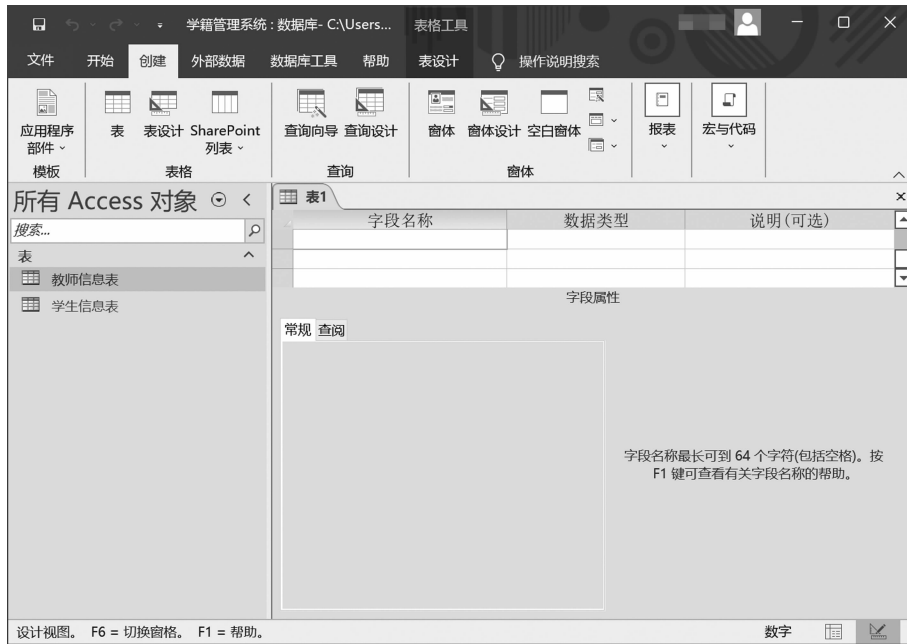 学籍管理系统 : 数据库- C:\Users... 表格工具
文件 开始 创建 外部数据 数据库工具 帮助 表设计 操作说明搜索
应用程序部件 表 表设计 SharePoint 列表 查询向导 查询设计 窗体 窗体设计 空白窗体 报表 宏与代码
模板 表格 查询 窗体
所有 Access 对象
搜索...
表
教师信息表
学生信息表
表1
字段名称 数据类型 说明(可选)
字段属性
常规 查阅
字段名称最长可到 64 个字符(包括空格)。按
F1 键可查看有关字段名称的帮助。
设计视图。 F6 = 切换窗格。 F1 = 帮助。 数字